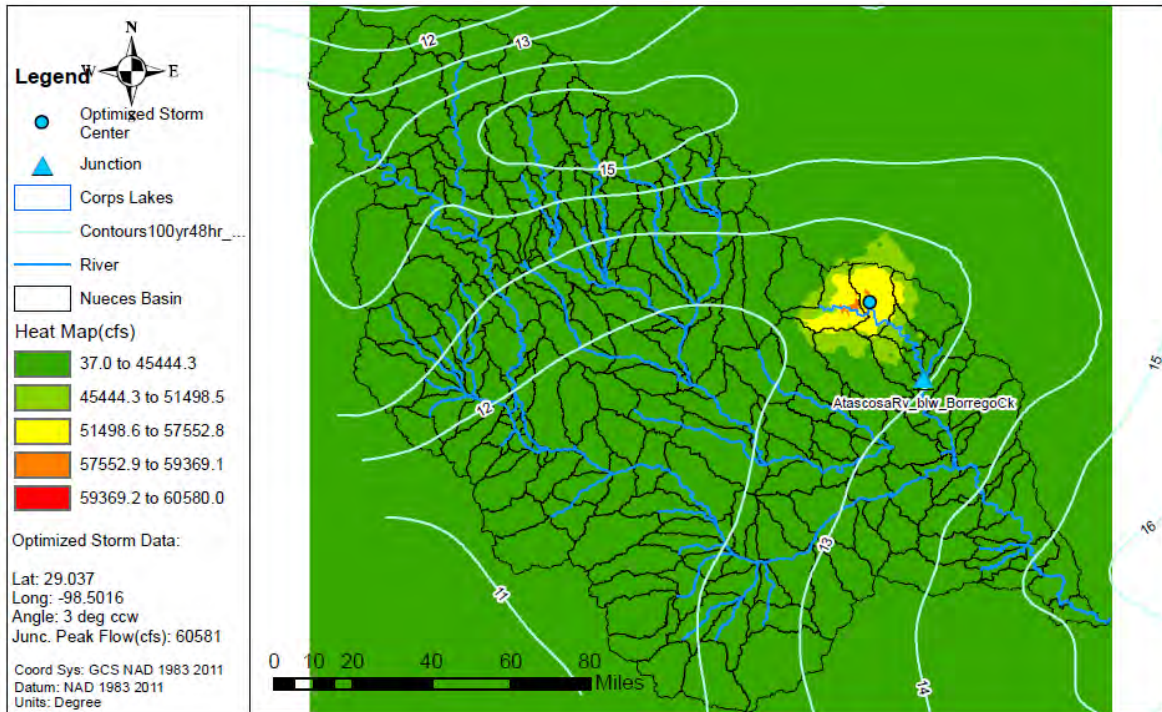 N
W
E
S
Legend
Optimized Storm
Center
Junction
Corps Lakes
Contours100yr48hr_...
River
Nueces Basin
Heat Map(cfs)
37.0 to 45444.3
45444.3 to 51498.5
51498.6 to 57552.8
57552.9 to 59369.1
59369.2 to 60580.0
Optimized Storm Data:
Lat: 29.037
Long: -98.5016
Angle: 3 deg ccw
Junc. Peak Flow(cfs): 60581
Coord Sys: GCS NAD 1983 2011
Datum: NAD 1983 2011
Units: Degree
12
13
15
12
AtascosaRv_blw_BorregoCk
15
16
13
11
14
0 10 20 40 60 80
Miles